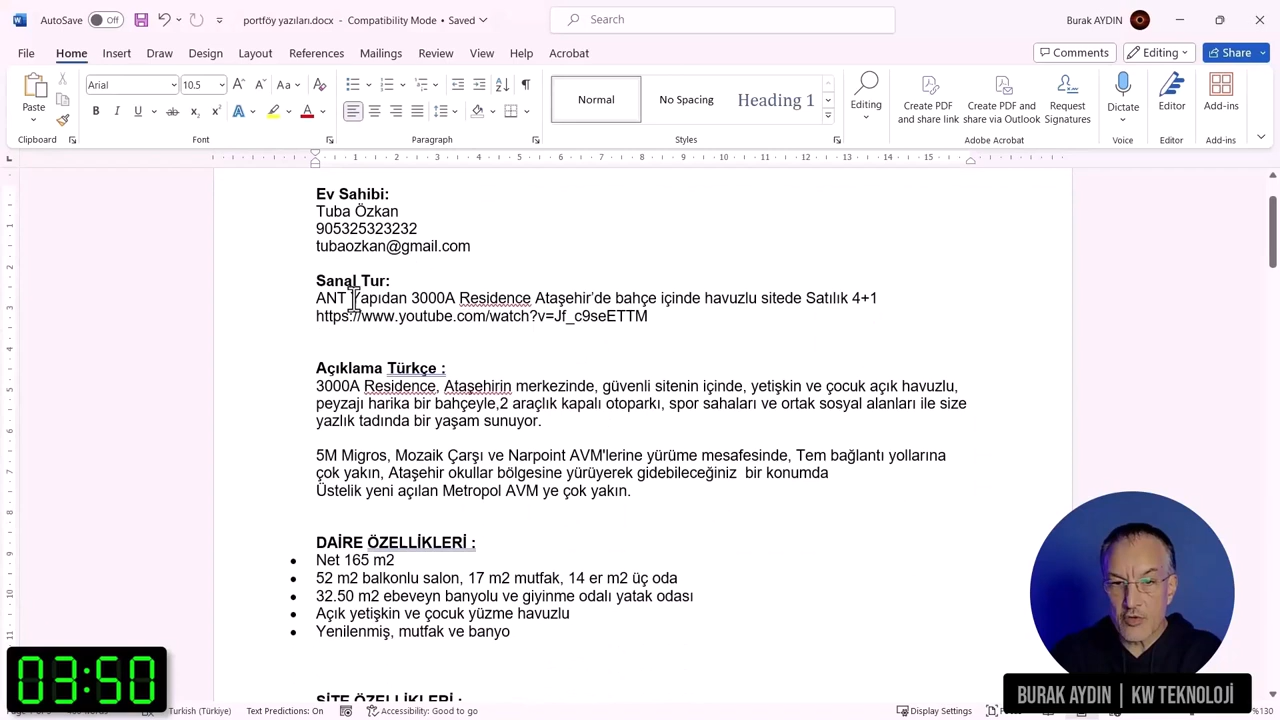 AutoSave Off portföy yazıları.docx - Compatibility Mode • Saved Search Burak AYDIN
File Home Insert Draw Design Layout References Mailings Review View Help Acrobat Comments Editing Share
Paste
Arial 10.5
Normal No Spacing Heading 1
Editing
Create PDF and share link
Create PDF and share via Outlook
Request Signatures
Dictate
Editor
Add-ins
Clipboard Font Paragraph Styles Adobe Acrobat Voice Editor Add-ins
Ev Sahibi:
Tuba Özkan
905325323232
tubaozkan@gmail.com
Sanal Tur:
ANT Yapıdan 3000A Residence Ataşehir'de bahçe içinde havuzlu sitede Satılık 4+1
https://www.youtube.com/watch?v=Jf_c9seETTM
Açıklama Türkçe :
3000A Residence, Ataşehirin merkezinde, güvenli sitenin içinde, yetişkin ve çocuk açık havuzlu,
peyzajı harika bir bahçeyle,2 araçlık kapalı otoparkı, spor sahaları ve ortak sosyal alanları ile size
yazlık tadında bir yaşam sunuyor.
5M Migros, Mozaik Çarşı ve Narpoint AVM'lerine yürüme mesafesinde, Tem bağlantı yollarına
çok yakın, Ataşehir okullar bölgesine yürüyerek gidebileceğiniz bir konumda
Üstelik yeni açılan Metropol AVM ye çok yakın.
DAİRE ÖZELLİKLERİ :
• Net 165 m2
• 52 m2 balkonlu salon, 17 m2 mutfak, 14 er m2 üç oda
• 32.50 m2 ebeveyn banyolu ve giyinme odalı yatak odası
• Açık yetişkin ve çocuk yüzme havuzlu
• Yenilenmiş, mutfak ve banyo
SİTE ÖZELLİKLERİ :
03:50
BURAK AYDIN | KW TEKNOLOJİ
Turkish (Türkiye) Text Predictions: On Accessibility: Good to go Display Settings %130